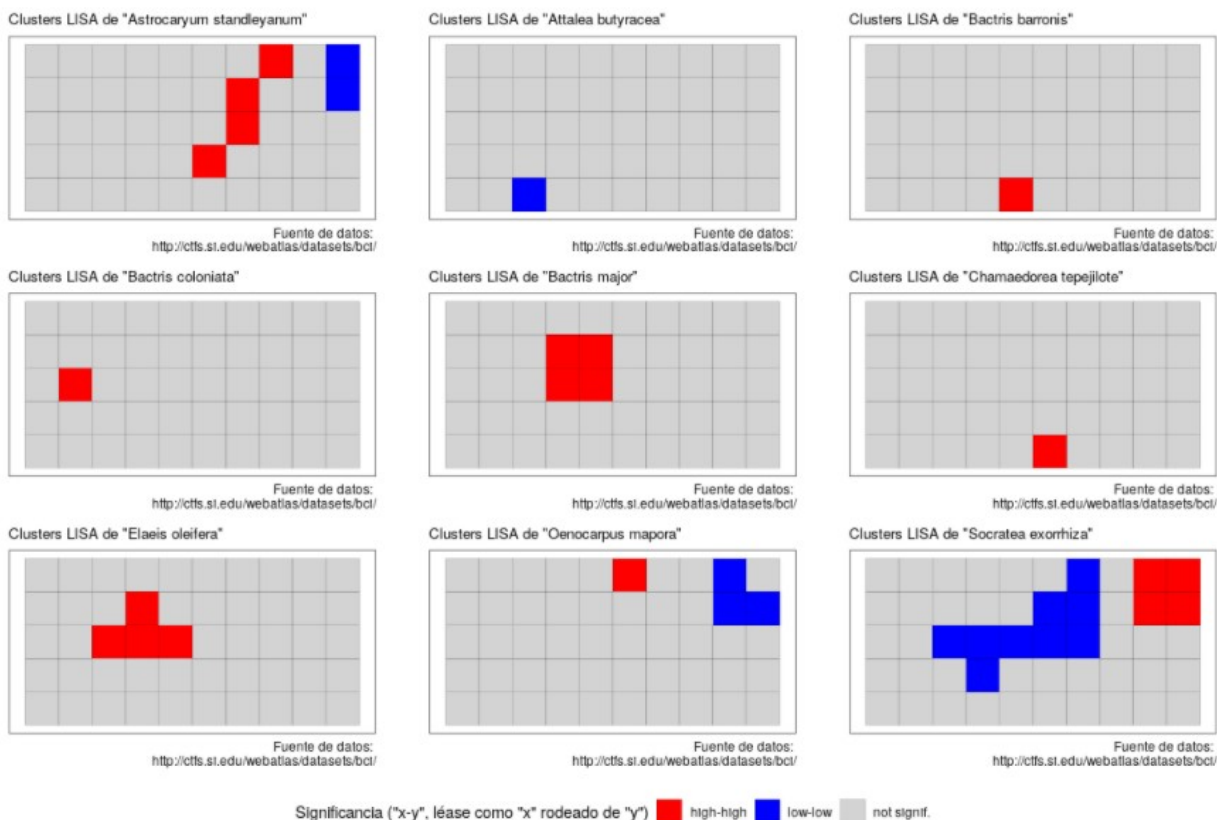 Clusters LISA de "Astrocaryum standleyanum"
Clusters LISA de "Attalea butyracea"
Clusters LISA de "Bactris barronis"
Fuente de datos:
http://ctfs.si.edu/webatlas/datasets/bci/
Fuente de datos:
http://ctfs.si.edu/webatlas/datasets/bci/
Fuente de datos:
http://ctfs.si.edu/webatlas/datasets/bci/
Clusters LISA de "Bactris coloniata"
Clusters LISA de "Bactris major"
Clusters LISA de "Chamaedorea tepejilote"
Fuente de datos:
http://ctfs.si.edu/webatlas/datasets/bci/
Fuente de datos:
http://ctfs.si.edu/webatlas/datasets/bci/
Fuente de datos:
http://ctfs.si.edu/webatlas/datasets/bci/
Clusters LISA de "Elaeis oleifera"
Clusters LISA de "Oenocarpus mapora"
Clusters LISA de "Socratea exorrhiza"
Fuente de datos:
http://ctfs.si.edu/webatlas/datasets/bci/
Fuente de datos:
http://ctfs.si.edu/webatlas/datasets/bci/
Fuente de datos:
http://ctfs.si.edu/webatlas/datasets/bci/
Significancia ("x-y", léase como "x" rodeado de "y") high-high low-low not signif.